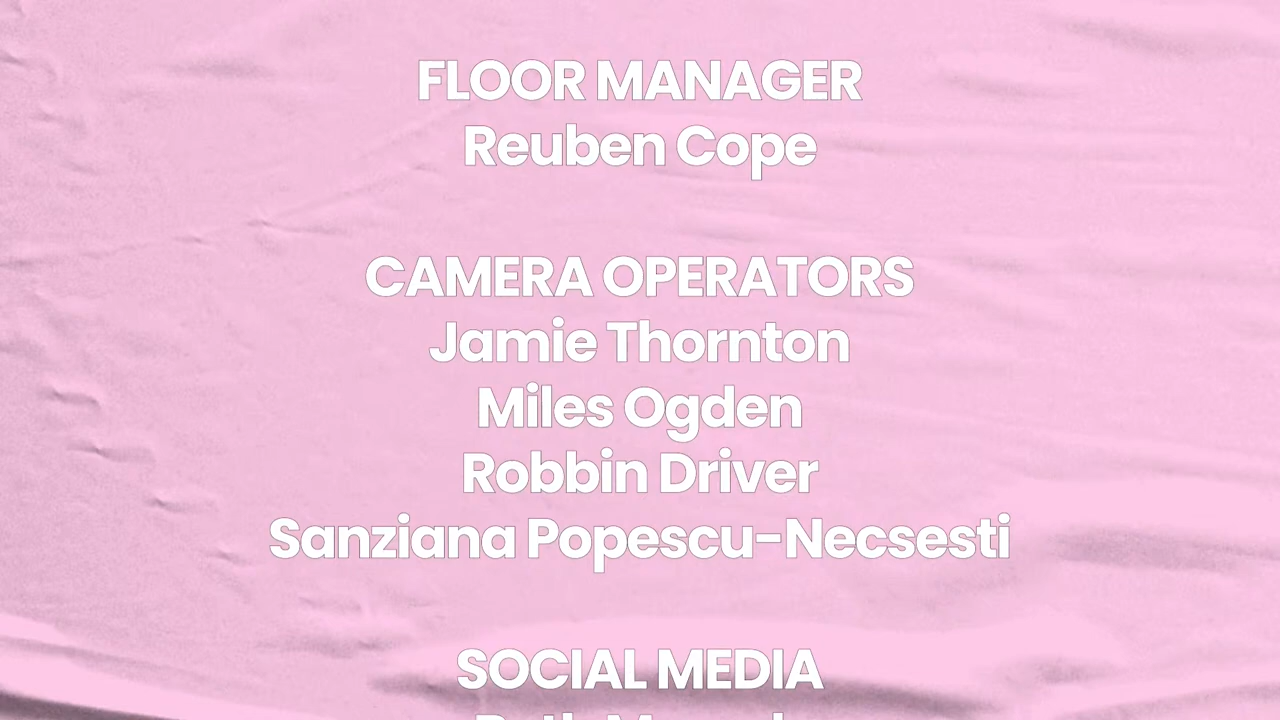 FLOOR MANAGER
Reuben Cope
CAMERA OPERATORS
Jamie Thornton
Miles Ogden
Robbin Driver
Sanziana Popescu-Necsesti
SOCIAL MEDIA